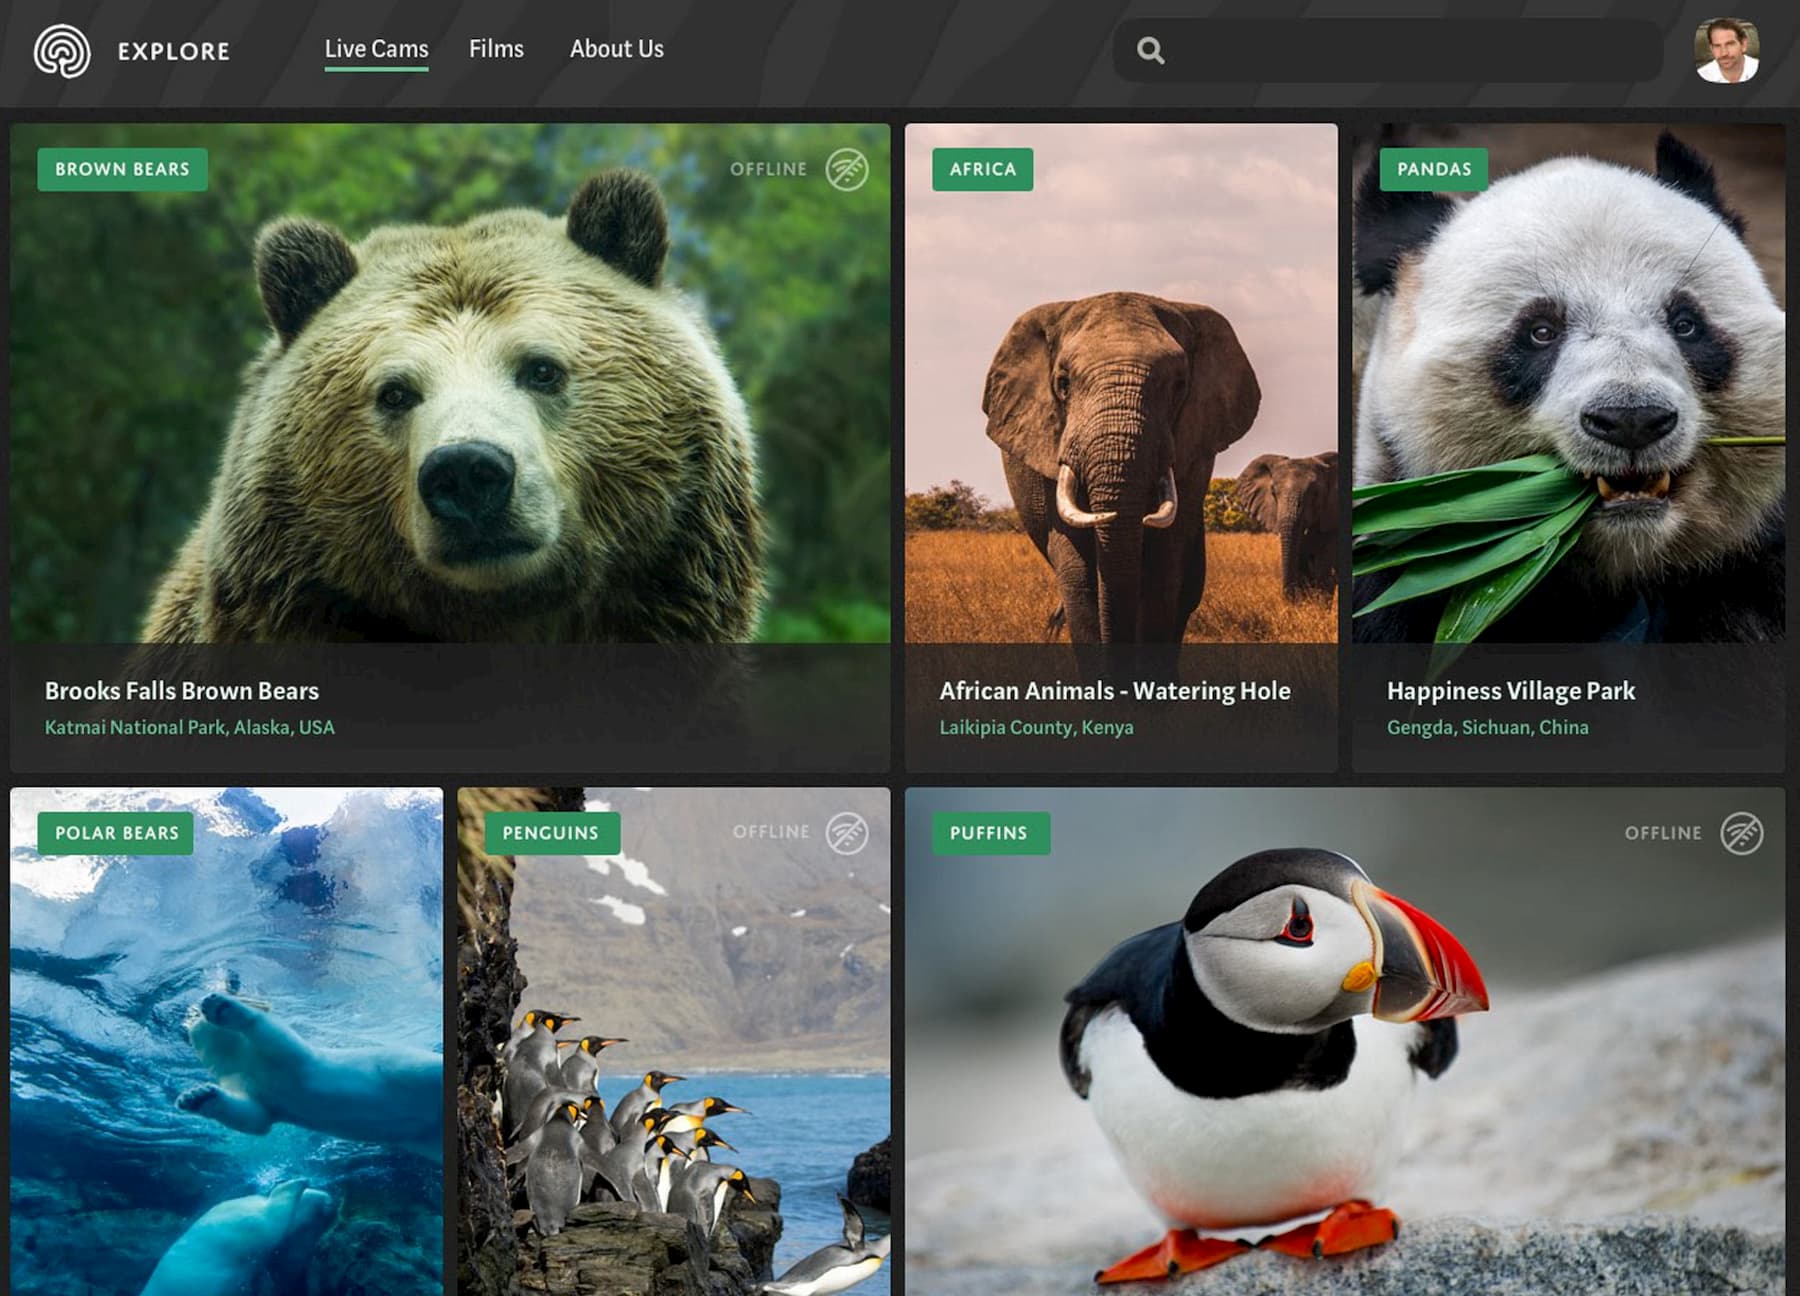 EXPLORE
Live Cams
Films
About Us
BROWN BEARS
OFFLINE
AFRICA
PANDAS
Brooks Falls Brown Bears
Katmai National Park, Alaska, USA
African Animals - Watering Hole
Laikipia County, Kenya
Happiness Village Park
Gengda, Sichuan, China
POLAR BEARS
PENGUINS
OFFLINE
PUFFINS
OFFLINE